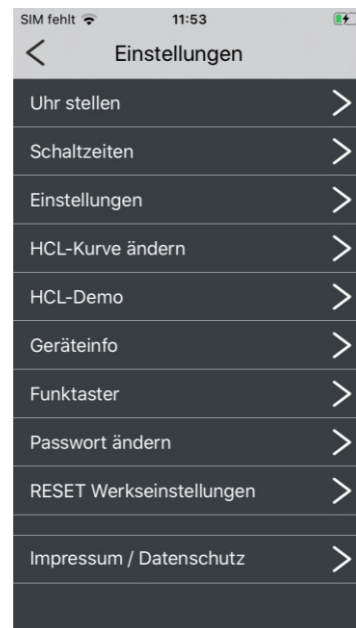 SIM fehlt 11:53
Einstellungen
Uhr stellen
Schaltzeiten
Einstellungen
HCL-Kurve ändern
HCL-Demo
Geräteinfo
Funktaster
Passwort ändern
RESET Werkseinstellungen
Impressum / Datenschutz